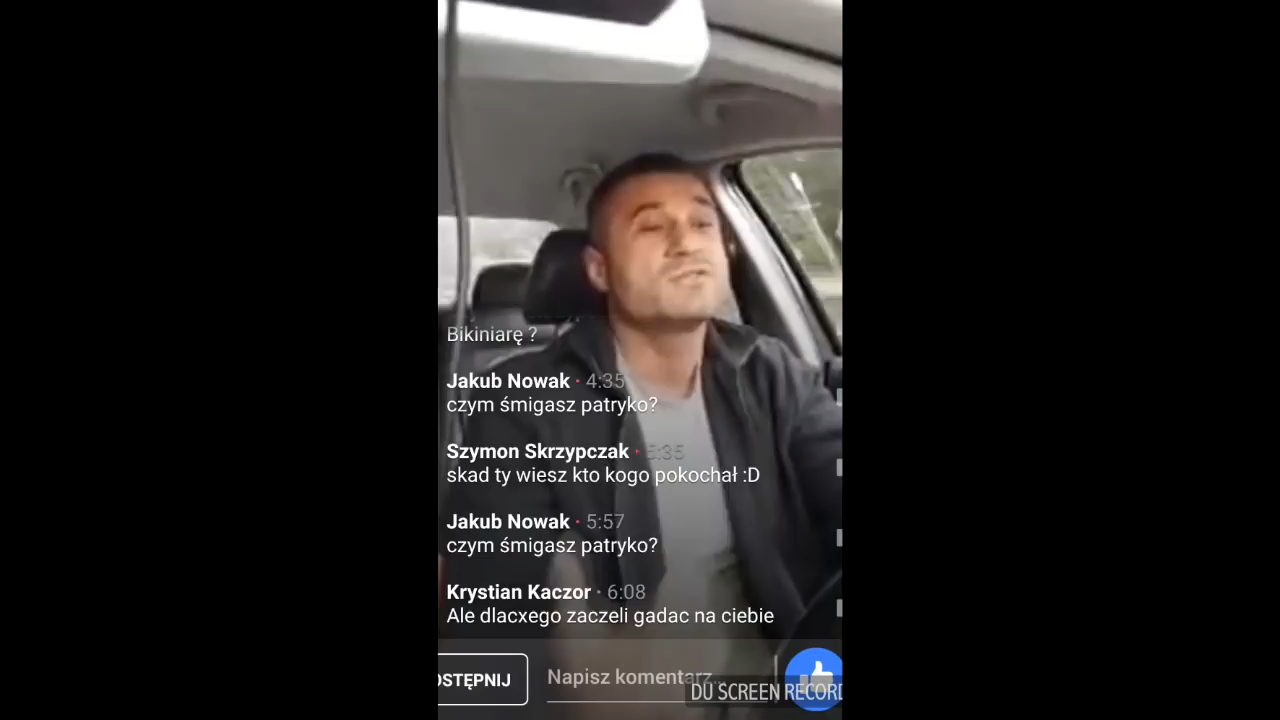 Bikiniarę ?
Jakub Nowak · 4:35
czym śmigasz patryko?
Szymon Skrzypczak · 5:35
skad ty wiesz kto kogo pokochał :D
Jakub Nowak · 5:57
czym śmigasz patryko?
Krystian Kaczor · 6:08
Ale dlacxego zaczeli gadac na ciebie
OSTĘPNIJ
Napisz komentarz...
DU SCREEN RECORD